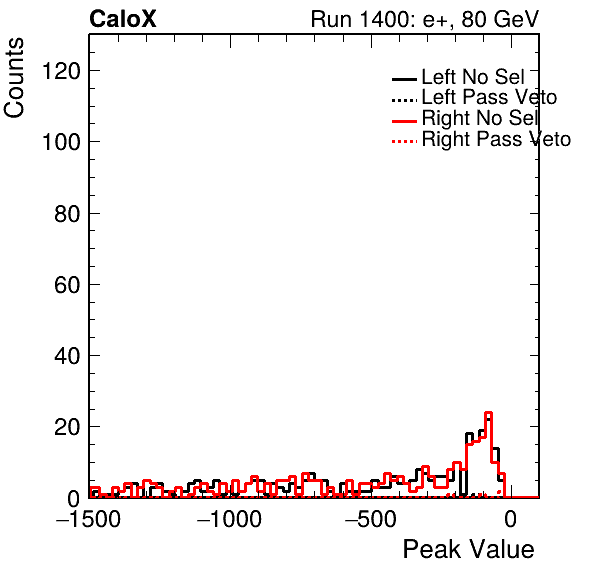 CaloX Run 1400: e+, 80 GeV
Counts
120
100
80
60
40
20
0
Left No Sel
Left Pass Veto
Right No Sel
Right Pass Veto
−1500 −1000 −500 0
Peak Value